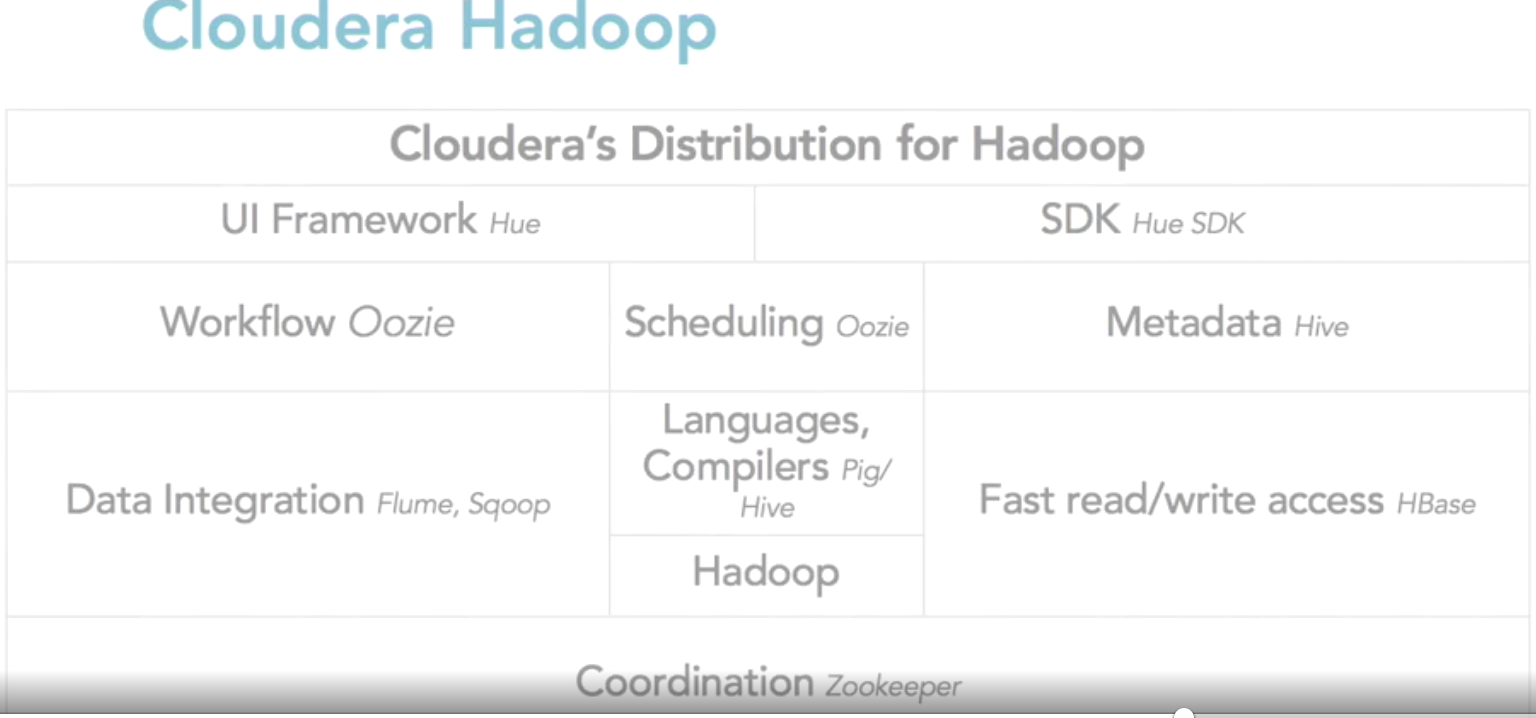 Cloudera Hadoop
Cloudera’s Distribution for Hadoop
UI Framework Hue
SDK Hue SDK
Workflow Oozie
Scheduling Oozie
Metadata Hive
Data Integration Flume, Sqoop
Languages,
Compilers Pig/
Hive
Hadoop
Fast read/write access HBase
Coordination Zookeeper